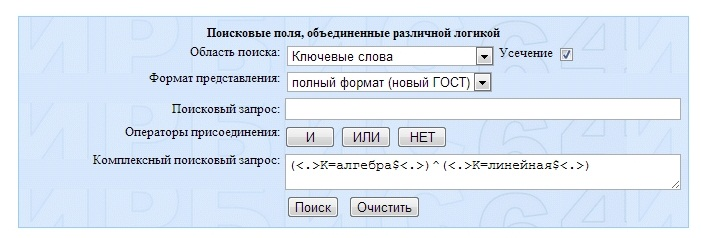 Поисковые поля, объединенные различной логикой
Область поиска: Ключевые слова Усечение
Формат представления: полный формат (новый ГОСТ)
Поисковый запрос:
Операторы присоединения: И ИЛИ НЕТ
Комплексный поисковый запрос: (<.>K=алгебра$<.>)^(<.>K=линейная$<.>)
Поиск Очистить